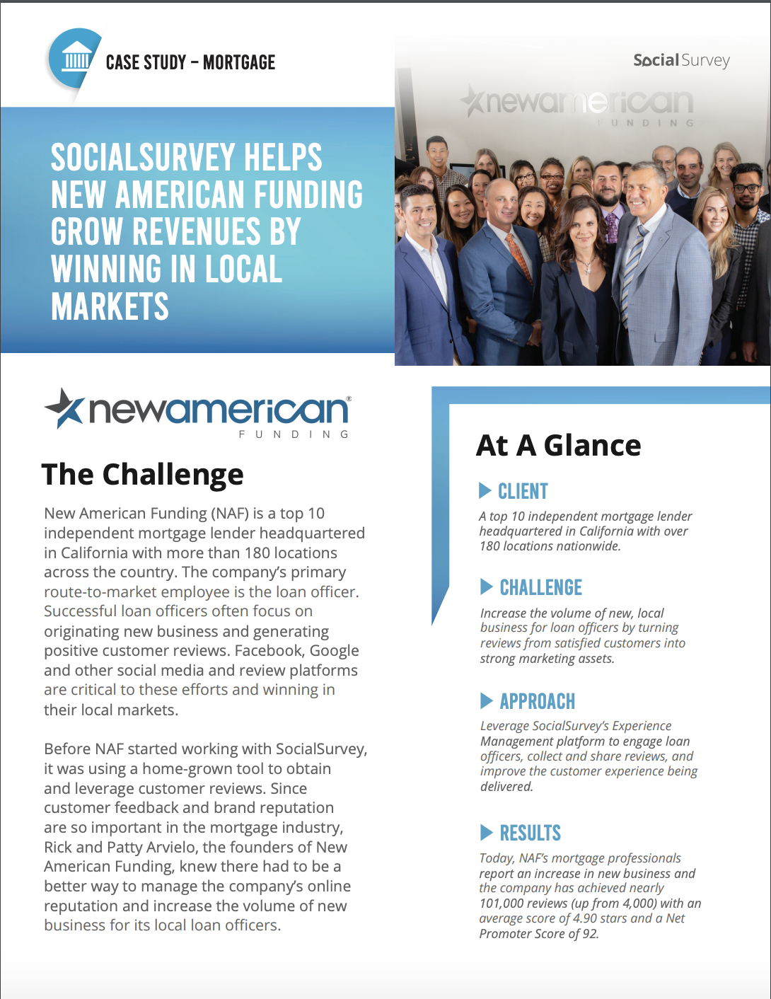 CASE STUDY – MORTGAGE
SocialSurvey
newamerican
FUNDING
SOCIALSURVEY HELPS
NEW AMERICAN FUNDING
GROW REVENUES BY
WINNING IN LOCAL
MARKETS
newamerican®
FUNDING
The Challenge
New American Funding (NAF) is a top 10
independent mortgage lender headquartered
in California with more than 180 locations
across the country. The company’s primary
route-to-market employee is the loan officer.
Successful loan officers often focus on
originating new business and generating
positive customer reviews. Facebook, Google
and other social media and review platforms
are critical to these efforts and winning in
their local markets.
Before NAF started working with SocialSurvey,
it was using a home-grown tool to obtain
and leverage customer reviews. Since
customer feedback and brand reputation
are so important in the mortgage industry,
Rick and Patty Arvielo, the founders of New
American Funding, knew there had to be a
better way to manage the company’s online
reputation and increase the volume of new
business for its local loan officers.
At A Glance
CLIENT
A top 10 independent mortgage lender
headquartered in California with over
180 locations nationwide.
CHALLENGE
Increase the volume of new, local
business for loan officers by turning
reviews from satisfied customers into
strong marketing assets.
APPROACH
Leverage SocialSurvey’s Experience
Management platform to engage loan
officers, collect and share reviews, and
improve the customer experience being
delivered.
RESULTS
Today, NAF’s mortgage professionals
report an increase in new business and
the company has achieved nearly
101,000 reviews (up from 4,000) with an
average score of 4.90 stars and a Net
Promoter Score of 92.